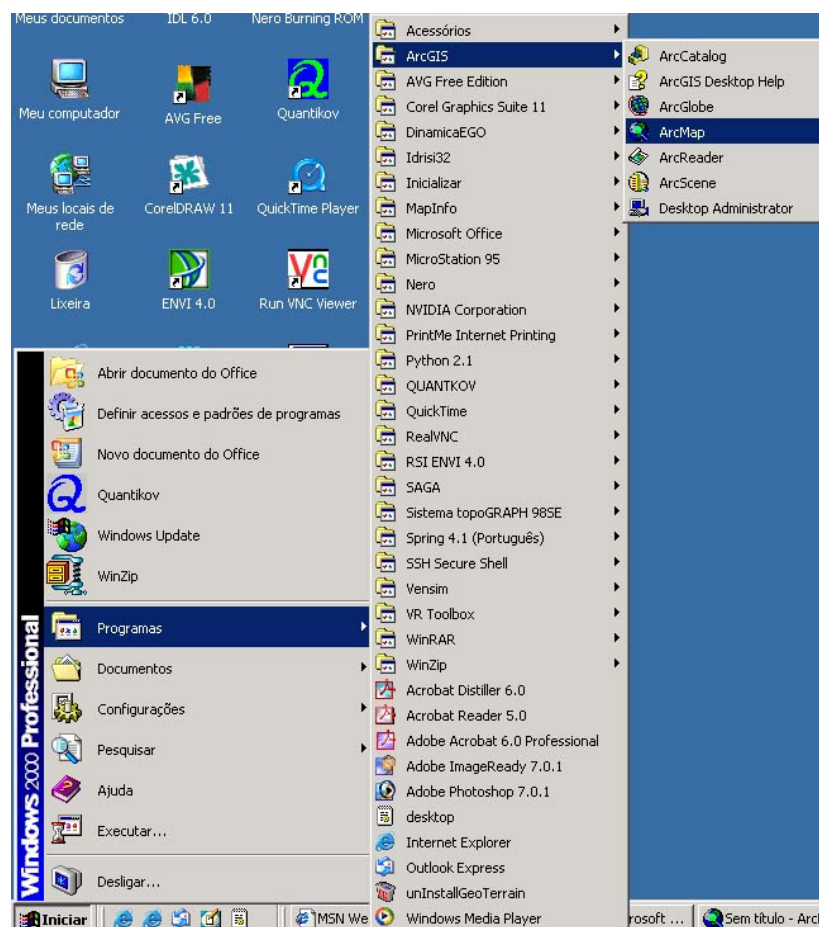 Meus documentos
IDL 6.0
Nero Burning ROM
Meu computador
AVG Free
Quantikov
Meus locais de
rede
CorelDRAW 11
QuickTime Player
Lixeira
ENVI 4.0
Run VNC Viewer
Windows 2000 Professional
Abrir documento do Office
Definir acessos e padrões de programas
Novo documento do Office
Quantikov
Windows Update
WinZip
Programas
Documentos
Configurações
Pesquisar
Ajuda
Executar...
Desligar...
Acessórios
ArcGIS
AVG Free Edition
Corel Graphics Suite 11
DinamicaEGO
Idrisi32
Inicializar
MapInfo
Microsoft Office
MicroStation 95
Nero
NVIDIA Corporation
PrintMe Internet Printing
Python 2.1
QUANTKOV
QuickTime
RealVNC
RSI ENVI 4.0
SAGA
Sistema topoGRAPH 98SE
Spring 4.1 (Português)
SSH Secure Shell
Vensim
VR Toolbox
WinRAR
WinZip
Acrobat Distiller 6.0
Acrobat Reader 5.0
Adobe Acrobat 6.0 Professional
Adobe ImageReady 7.0.1
Adobe Photoshop 7.0.1
desktop
Internet Explorer
Outlook Express
unInstallGeoTerrain
Windows Media Player
ArcCatalog
ArcGIS Desktop Help
ArcGlobe
ArcMap
ArcReader
ArcScene
Desktop Administrator
Iniciar
MSN We
rosoft ...
Sem título - Arc